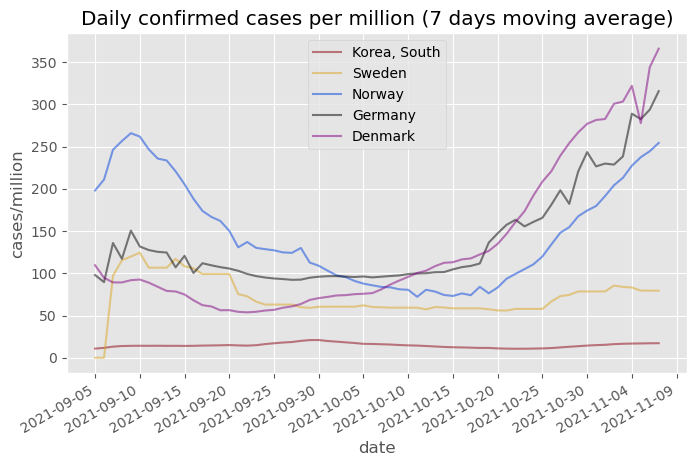 Daily confirmed cases per million (7 days moving average)
Korea, South
Sweden
Norway
Germany
Denmark
cases/million
350
300
250
200
150
100
50
0
2021-09-05
2021-09-10
2021-09-15
2021-09-20
2021-09-25
2021-09-30
2021-10-05
2021-10-10
2021-10-15
2021-10-20
2021-10-25
2021-10-30
2021-11-04
2021-11-09
date